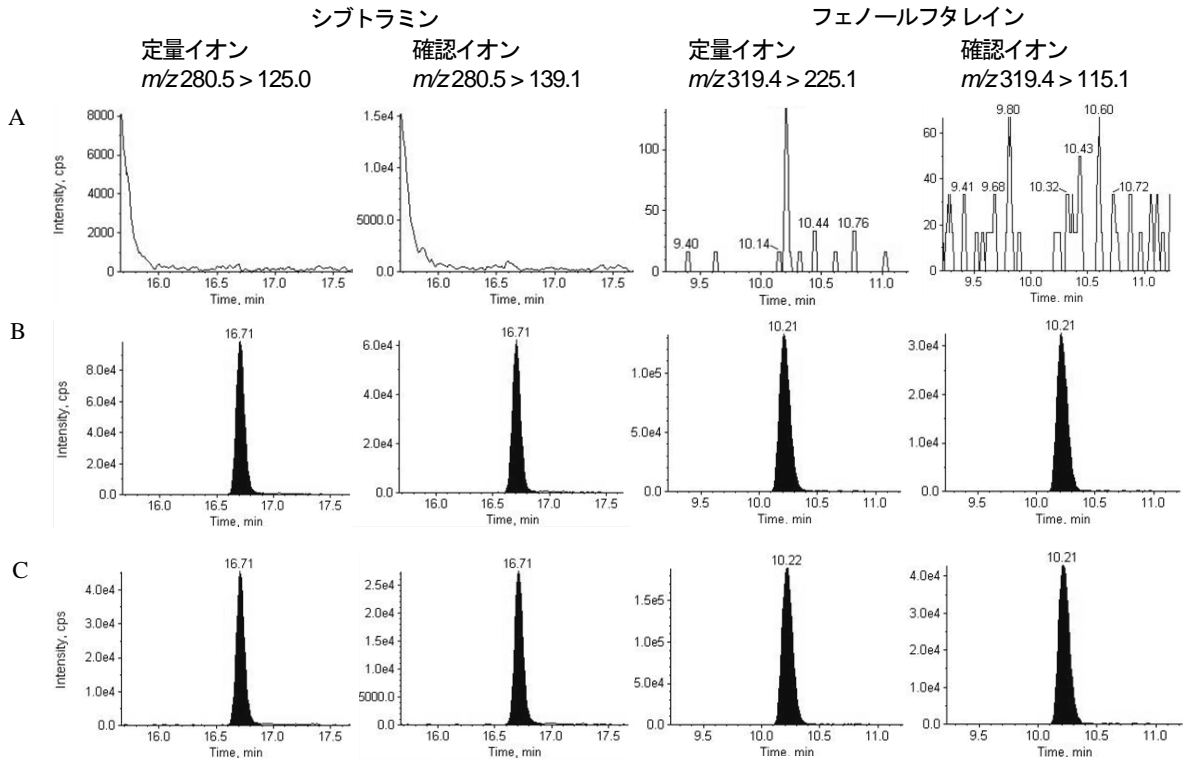 シブトラミン
フェノールフタレイン
定量イオン
m/z 280.5 > 125.0
確認イオン
m/z 280.5 > 139.1
定量イオン
m/z 319.4 > 225.1
確認イオン
m/z 319.4 > 115.1
A
Intensity, cps
8000
6000
4000
2000
0
16.0 16.5 17.0 17.5
Time, min
1.5e4
1.0e4
5000.0
0.0
16.0 16.5 17.0 17.5
Time, min
100
50
0
9.40
10.14
10.44
10.76
9.5 10.0 10.5 11.0
Time, min
60
40
20
0
9.41
9.68
9.80
10.32
10.43
10.60
10.72
9.5 10.0 10.5 11.0
Time, min
B
Intensity, cps
16.71
8.0e4
6.0e4
4.0e4
2.0e4
0.0
16.0 16.5 17.0 17.5
Time, min
16.71
6.0e4
4.0e4
2.0e4
0.0
16.0 16.5 17.0 17.5
Time, min
10.21
1.0e5
5.0e4
0.0
9.5 10.0 10.5 11.0
Time, min
10.21
3.0e4
2.0e4
1.0e4
0.0
9.5 10.0 10.5 11.0
Time, min
C
Intensity, cps
16.71
4.0e4
3.0e4
2.0e4
1.0e4
0.0
16.0 16.5 17.0 17.5
Time, min
16.71
2.5e4
2.0e4
1.5e4
1.0e4
5000.0
0.0
16.0 16.5 17.0 17.5
Time, min
10.22
1.5e5
1.0e5
5.0e4
0.0
9.5 10.0 10.5 11.0
Time, min
10.21
4.0e4
3.0e4
2.0e4
1.0e4
0.0
9.5 10.0 10.5 11.0
Time, min